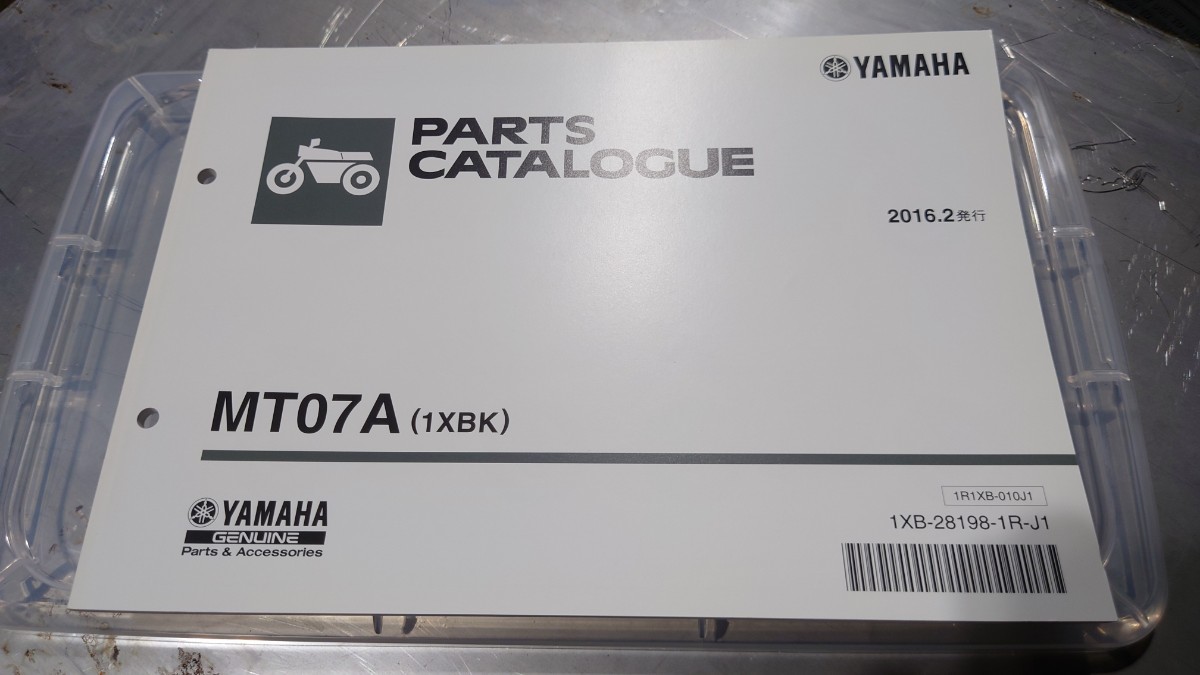 YAMAHA
PARTS
CATALOGUE
2016.2発行
MT07A (1XBK)
YAMAHA
GENUINE
Parts & Accessories
1R1XB-010J1
1XB-28198-1R-J1